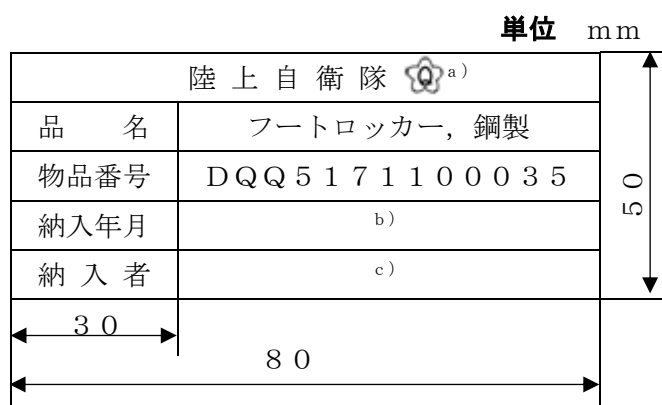 単位 mm
陸上自衛隊 Q a)
品 名 フートロッカー，鋼製
物品番号 DQQ5171100035
納入年月 b)
納入者 c)
50
30
80